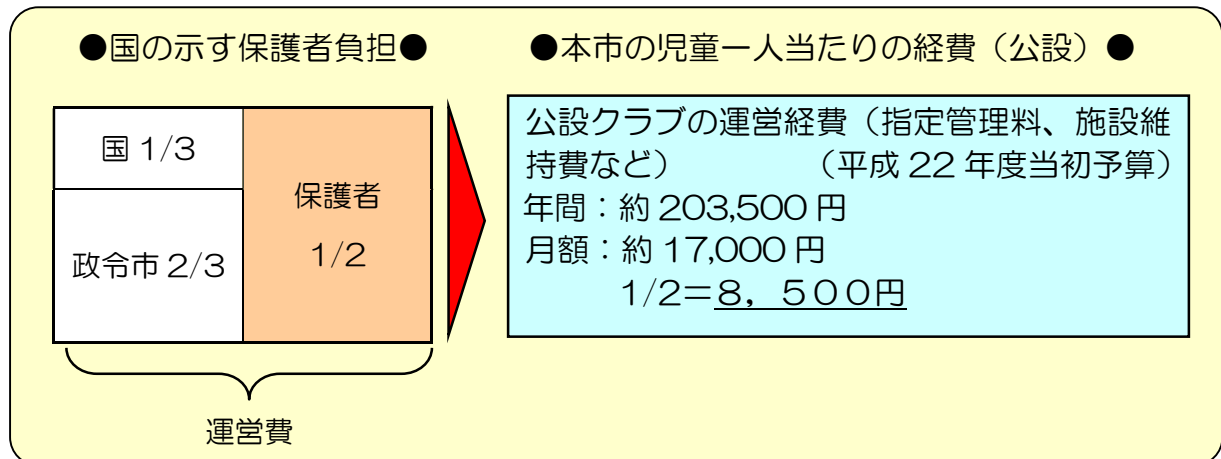 ●国の示す保護者負担●
国 1/3
政令市 2/3
保護者
1/2
運営費
●本市の児童一人当たりの経費（公設）●
公設クラブの運営経費（指定管理料、施設維
持費など）　　　　　（平成 22 年度当初予算）
年間：約 203,500 円
月額：約 17,000 円
1/2＝８，５００円